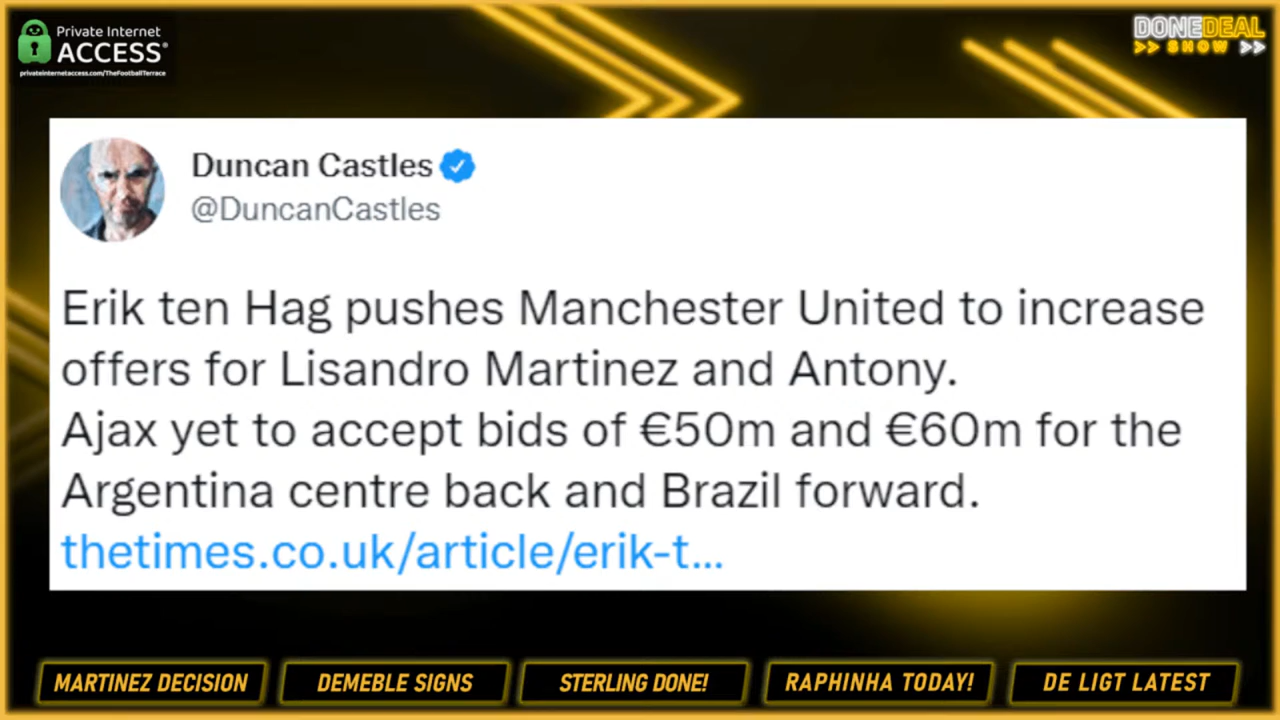 Private Internet
ACCESS®
privateinternetaccess.com/TheFootballTerrace
DONEDEAL
>> SHOW >>
Duncan Castles
@DuncanCastles
Erik ten Hag pushes Manchester United to increase
offers for Lisandro Martinez and Antony.
Ajax yet to accept bids of €50m and €60m for the
Argentina centre back and Brazil forward.
thetimes.co.uk/article/erik-t...
MARTINEZ DECISION
DEMEBLE SIGNS
STERLING DONE!
RAPHINHA TODAY!
DE LIGT LATEST